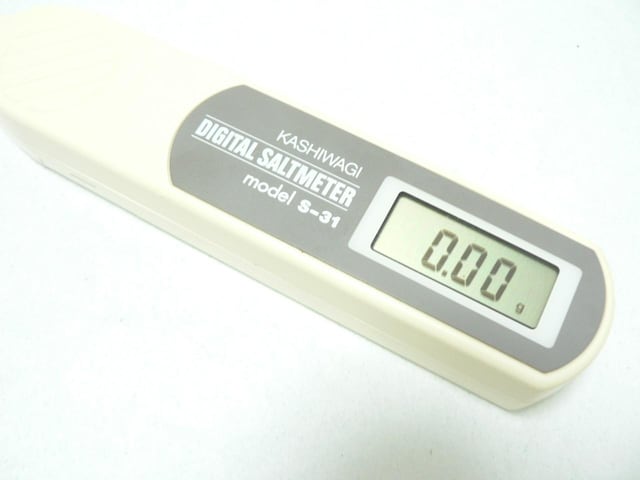 KASHIWAGI
DIGITAL SALTMETER
model S-31
0.00 g